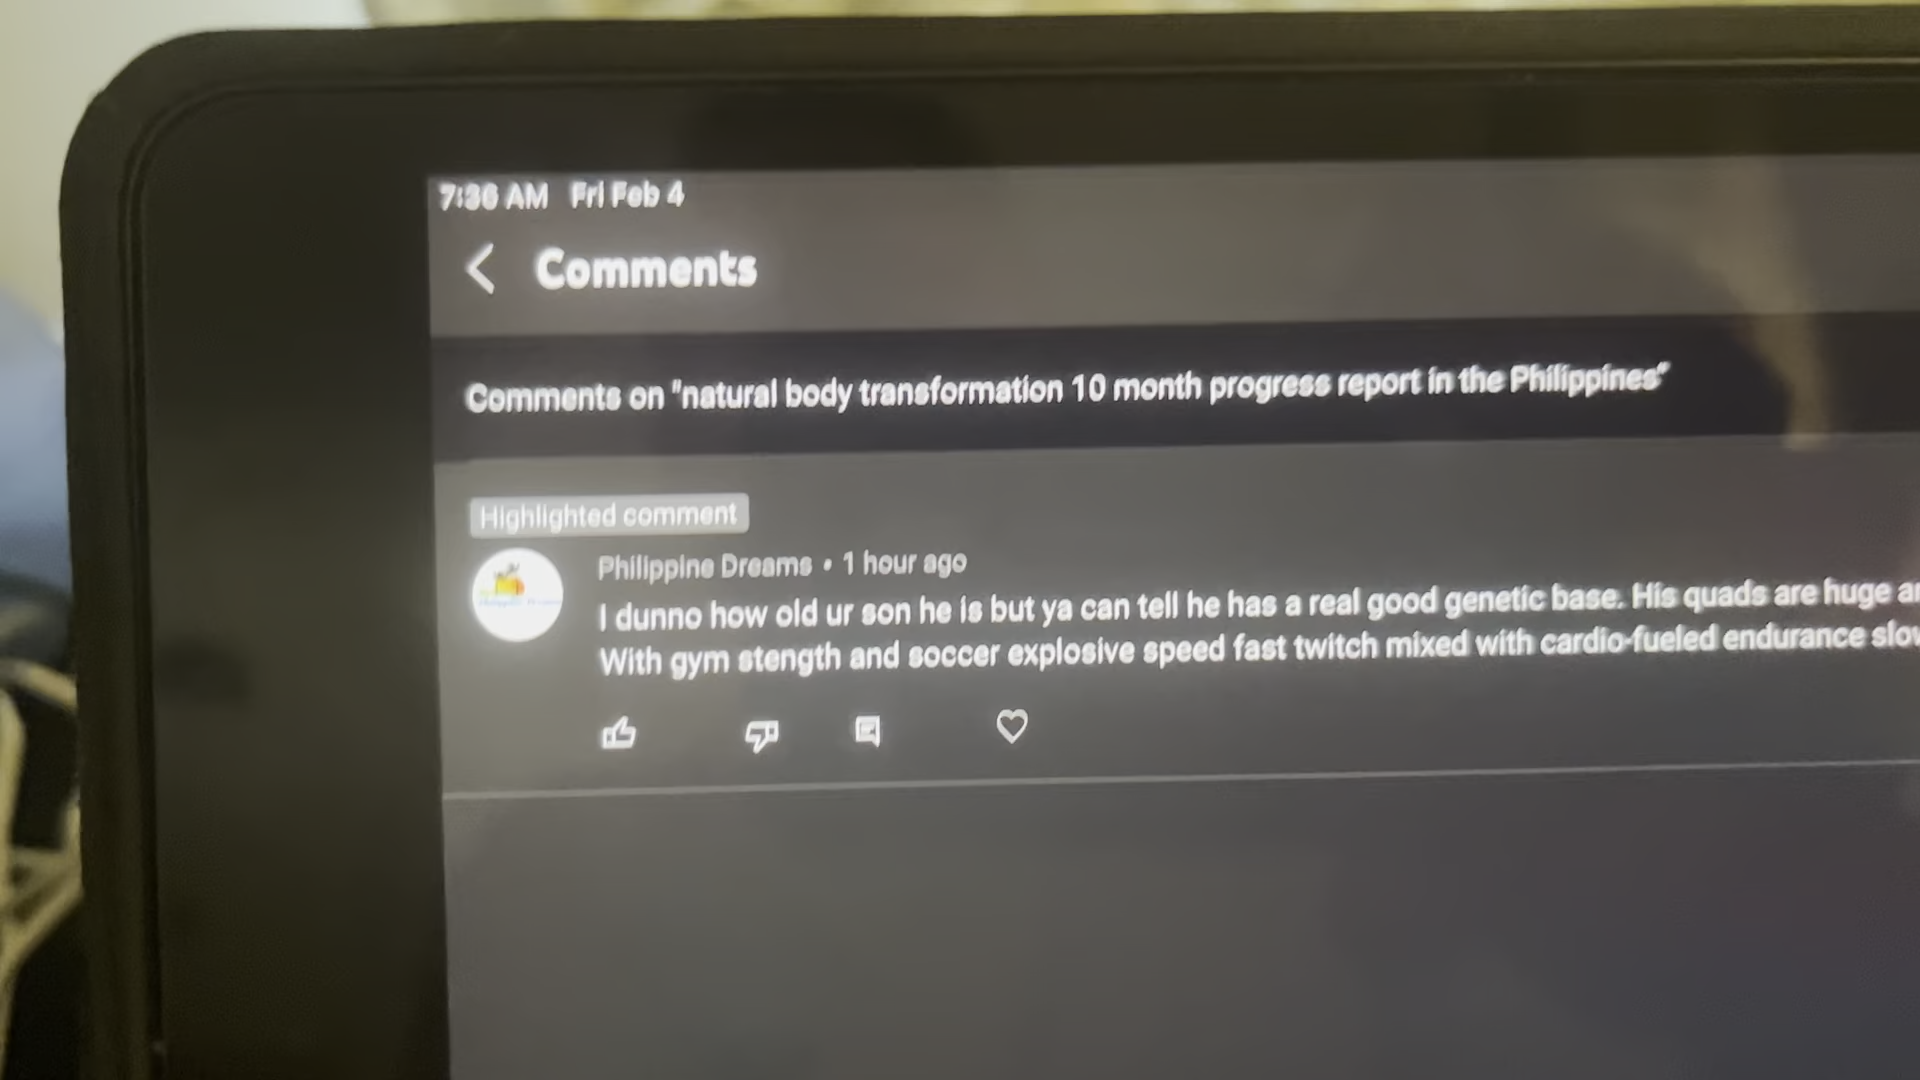 7:36 AM Fri Feb 4
Comments
Comments on "natural body transformation 10 month progress report in the Philippines"
Highlighted comment
Philippine Dreams • 1 hour ago
I dunno how old ur son he is but ya can tell he has a real good genetic base. His quads are huge
With gym stength and soccer explosive speed fast twitch mixed with cardio-fueled endurance